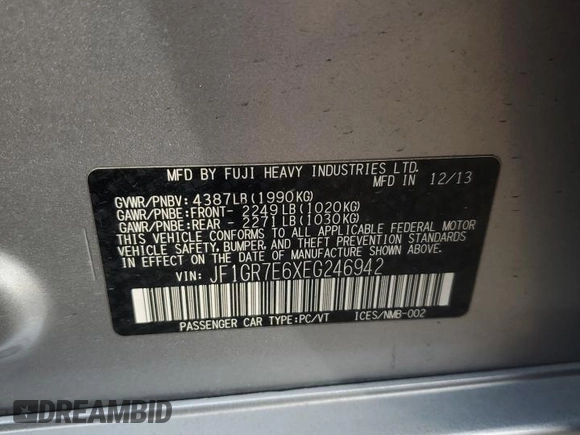 MFD BY FUJI HEAVY INDUSTRIES LTD.
MFD IN 12/13
GVWR/PNBV: 4387LB(1990KG)
GAWR/PNBE:FRONT- 2249LB(1020KG)
GAWR/PNBE:REAR - 2271LB(1030KG)
THIS VEHICLE CONFORMS TO ALL APPLICABLE FEDERAL MOTOR
VEHICLE SAFETY, BUMPER, AND THEFT PREVENTION STANDARDS
IN EFFECT ON THE DATE OF MANUFACTURE SHOWN ABOVE.
VIN: JF1GR7E6XEG246942
PASSENGER CAR TYPE:PC/VT ICES/NMB-002
DREAMBID